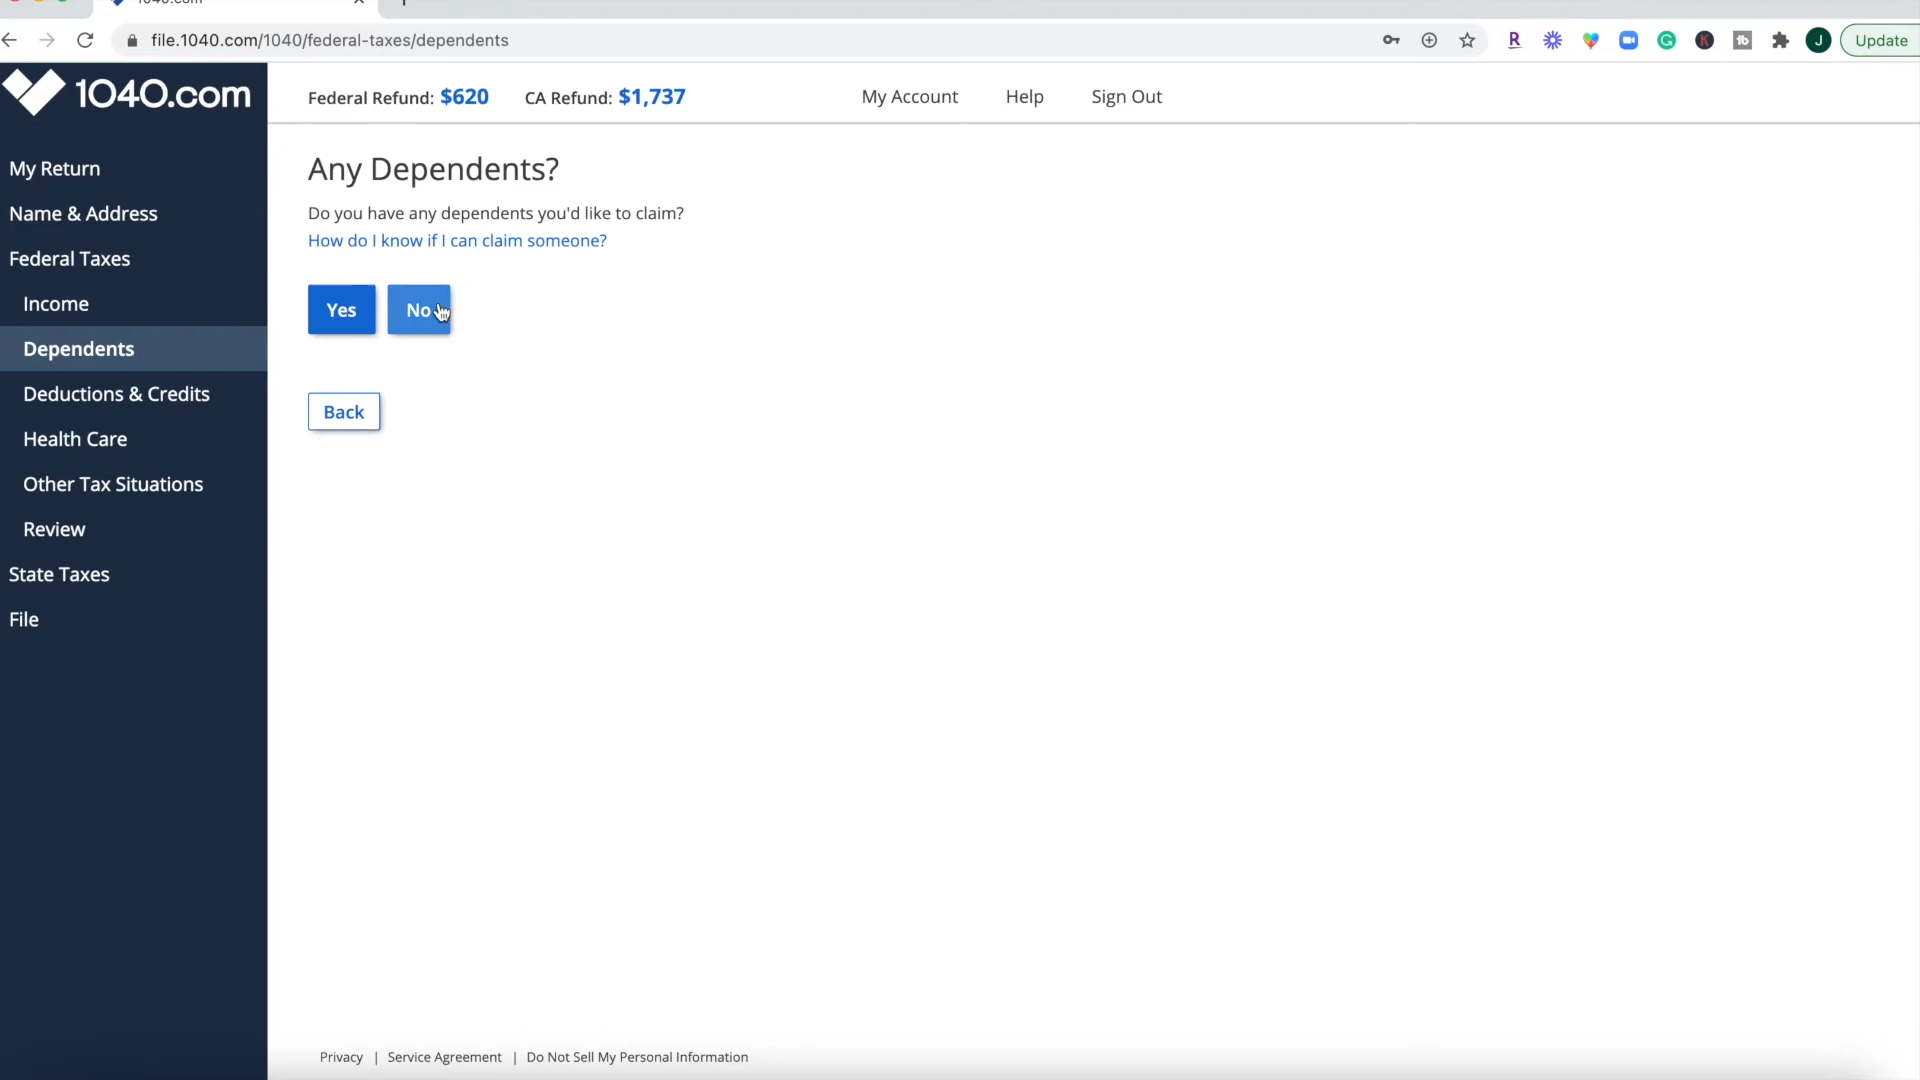 1040.com
file.1040.com/1040/federal-taxes/dependents
R
G
K
tb
J
Update
1040.com
Federal Refund: $620
CA Refund: $1,737
My Account
Help
Sign Out
My Return
Name & Address
Federal Taxes
Income
Dependents
Deductions & Credits
Health Care
Other Tax Situations
Review
State Taxes
File
Any Dependents?
Do you have any dependents you'd like to claim?
How do I know if I can claim someone?
Yes
No
Back
Privacy | Service Agreement | Do Not Sell My Personal Information